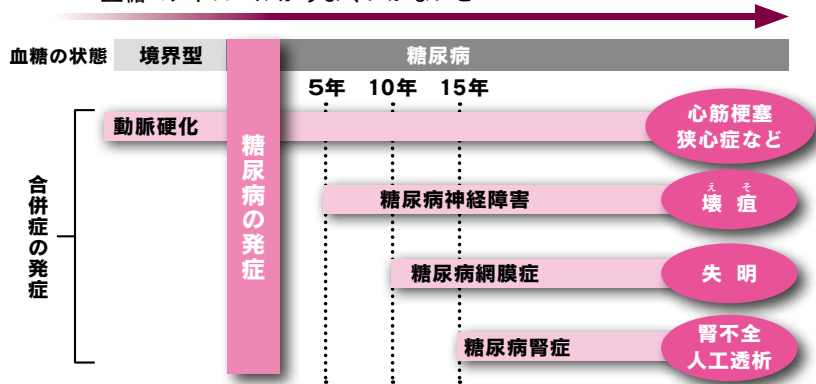 血糖の状態
境界型
糖尿病
5年
10年
15年
合併症の発症
糖尿病の発症
動脈硬化
心筋梗塞
狭心症など
糖尿病神経障害
えそ
壊疽
糖尿病網膜症
失明
糖尿病腎症
腎不全
人工透析